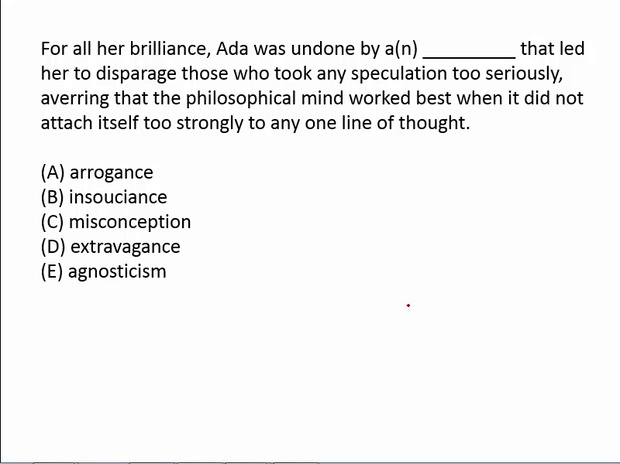 For all her brilliance, Ada was undone by a(n) __________ that led
her to disparage those who took any speculation too seriously,
averring that the philosophical mind worked best when it did not
attach itself too strongly to any one line of thought.
(A) arrogance
(B) insouciance
(C) misconception
(D) extravagance
(E) agnosticism